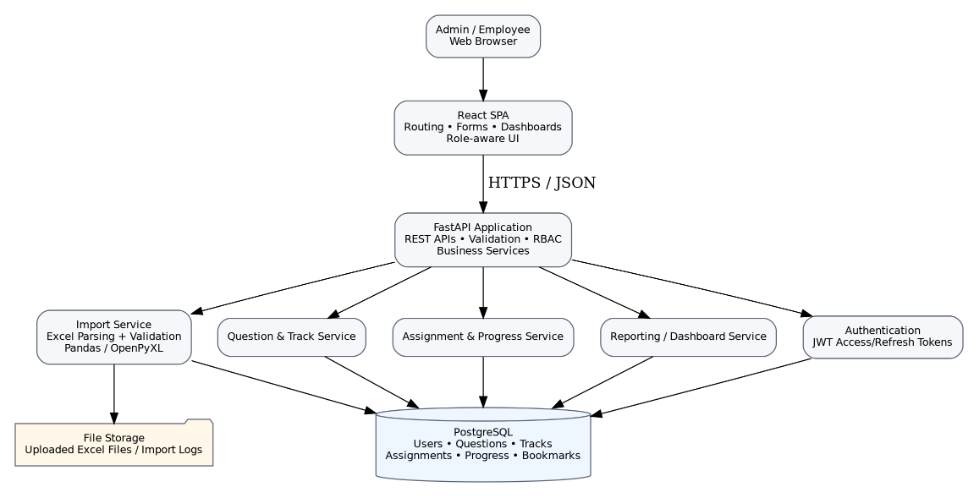 Admin / Employee
Web Browser
React SPA
Routing • Forms • Dashboards
Role-aware UI
HTTPS / JSON
FastAPI Application
REST APIs • Validation • RBAC
Business Services
Import Service
Excel Parsing + Validation
Pandas / OpenPyXL
Question & Track Service
Assignment & Progress Service
Reporting / Dashboard Service
Authentication
JWT Access/Refresh Tokens
File Storage
Uploaded Excel Files / Import Logs
PostgreSQL
Users • Questions • Tracks
Assignments • Progress • Bookmarks